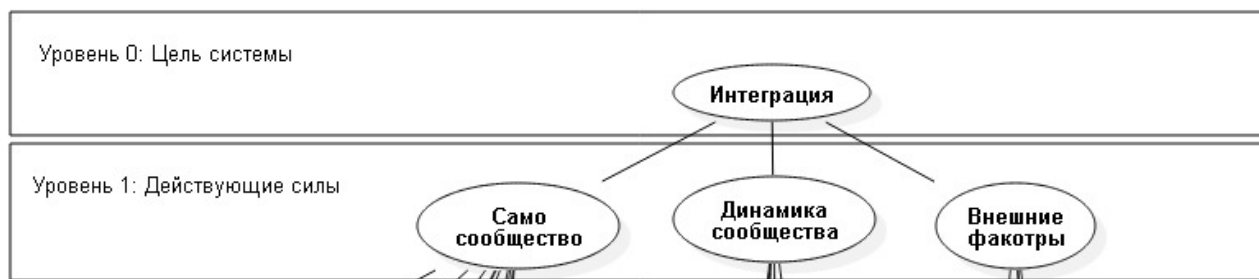 Уровень 0: Цель системы
Интеграция
Уровень 1: Действующие силы
Само
сообщество
Динамика
сообщества
Внешние
факотры